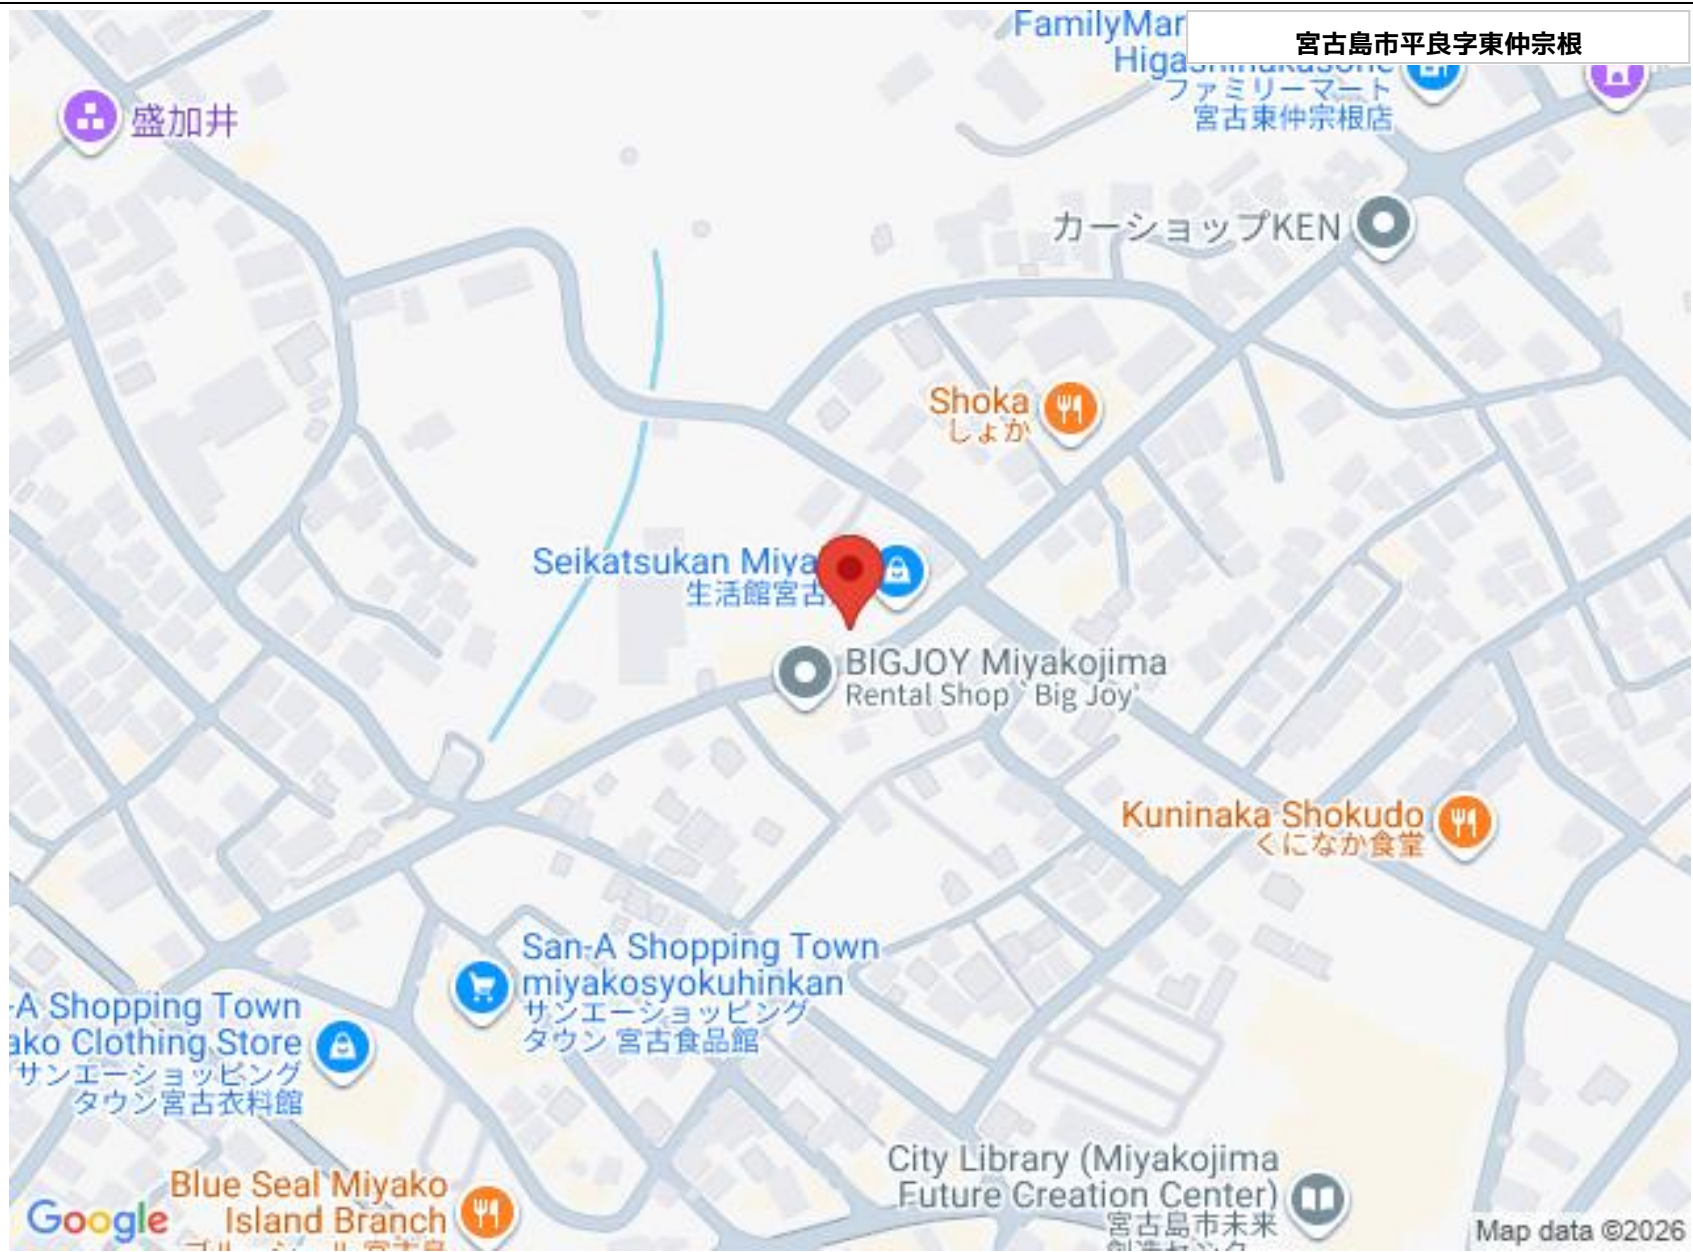 宮古島市平良字東仲宗根
FamilyMar
ファミリーマート
宮古東仲宗根店
盛加井
カーショップKEN
Shoka
しょか
Seikatsukan Miya
生活館宮古
BIGJOY Miyakojima
Rental Shop `Big Joy'
Kuninaka Shokudo
くになか食堂
San-A Shopping Town
miyakosyokuhinkan
サンエーショッピング
タウン 宮古食品館
-A Shopping Town
ako Clothing Store
サンエーショッピング
タウン宮古衣料館
City Library (Miyakojima
Future Creation Center)
宮古島市未来
Blue Seal Miyako
Island Branch
Google
Map data ©2026